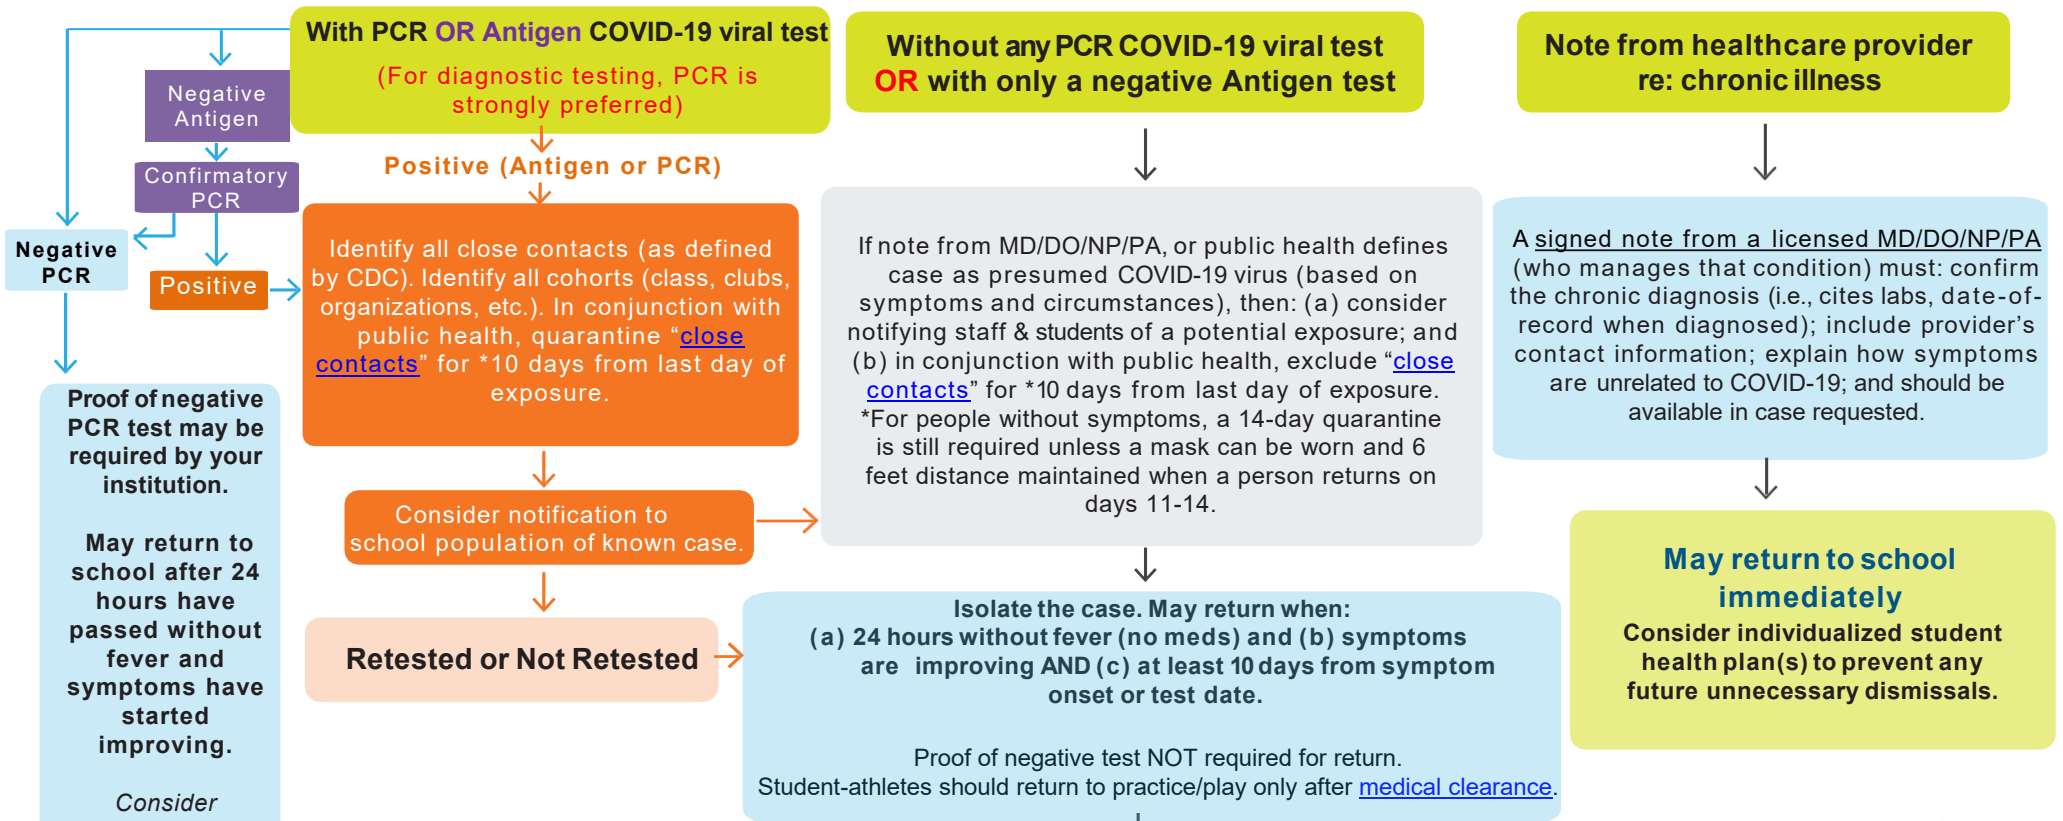 With PCR OR Antigen COVID-19 viral test
(For diagnostic testing, PCR is
strongly preferred)
Negative
Antigen
Confirmatory
PCR
Negative
PCR
Positive
Proof of negative
PCR test may be
required by your
institution.
May return to
school after 24
hours have
passed without
fever and
symptoms have
started
improving.
Consider
Positive (Antigen or PCR)
Identify all close contacts (as defined
by CDC). Identify all cohorts (class, clubs,
organizations, etc.). In conjunction with
public health, quarantine “close
contacts” for *10 days from last day of
exposure.
Consider notification to
school population of known case.
Retested or Not Retested
Without any PCR COVID-19 viral test
OR with only a negative Antigen test
If note from MD/DO/NP/PA, or public health defines
case as presumed COVID-19 virus (based on
symptoms and circumstances), then: (a) consider
notifying staff & students of a potential exposure; and
(b) in conjunction with public health, exclude “close
contacts” for *10 days from last day of exposure.
*For people without symptoms, a 14-day quarantine
is still required unless a mask can be worn and 6
feet distance maintained when a person returns on
days 11-14.
Isolate the case. May return when:
(a) 24 hours without fever (no meds) and (b) symptoms
are improving AND (c) at least 10 days from symptom
onset or test date.
Proof of negative test NOT required for return.
Student-athletes should return to practice/play only after medical clearance.
Note from healthcare provider
re: chronic illness
A signed note from a licensed MD/DO/NP/PA
(who manages that condition) must: confirm
the chronic diagnosis (i.e., cites labs, date-of-
record when diagnosed); include provider’s
contact information; explain how symptoms
are unrelated to COVID-19; and should be
available in case requested.
May return to school
immediately
Consider individualized student
health plan(s) to prevent any
future unnecessary dismissals.